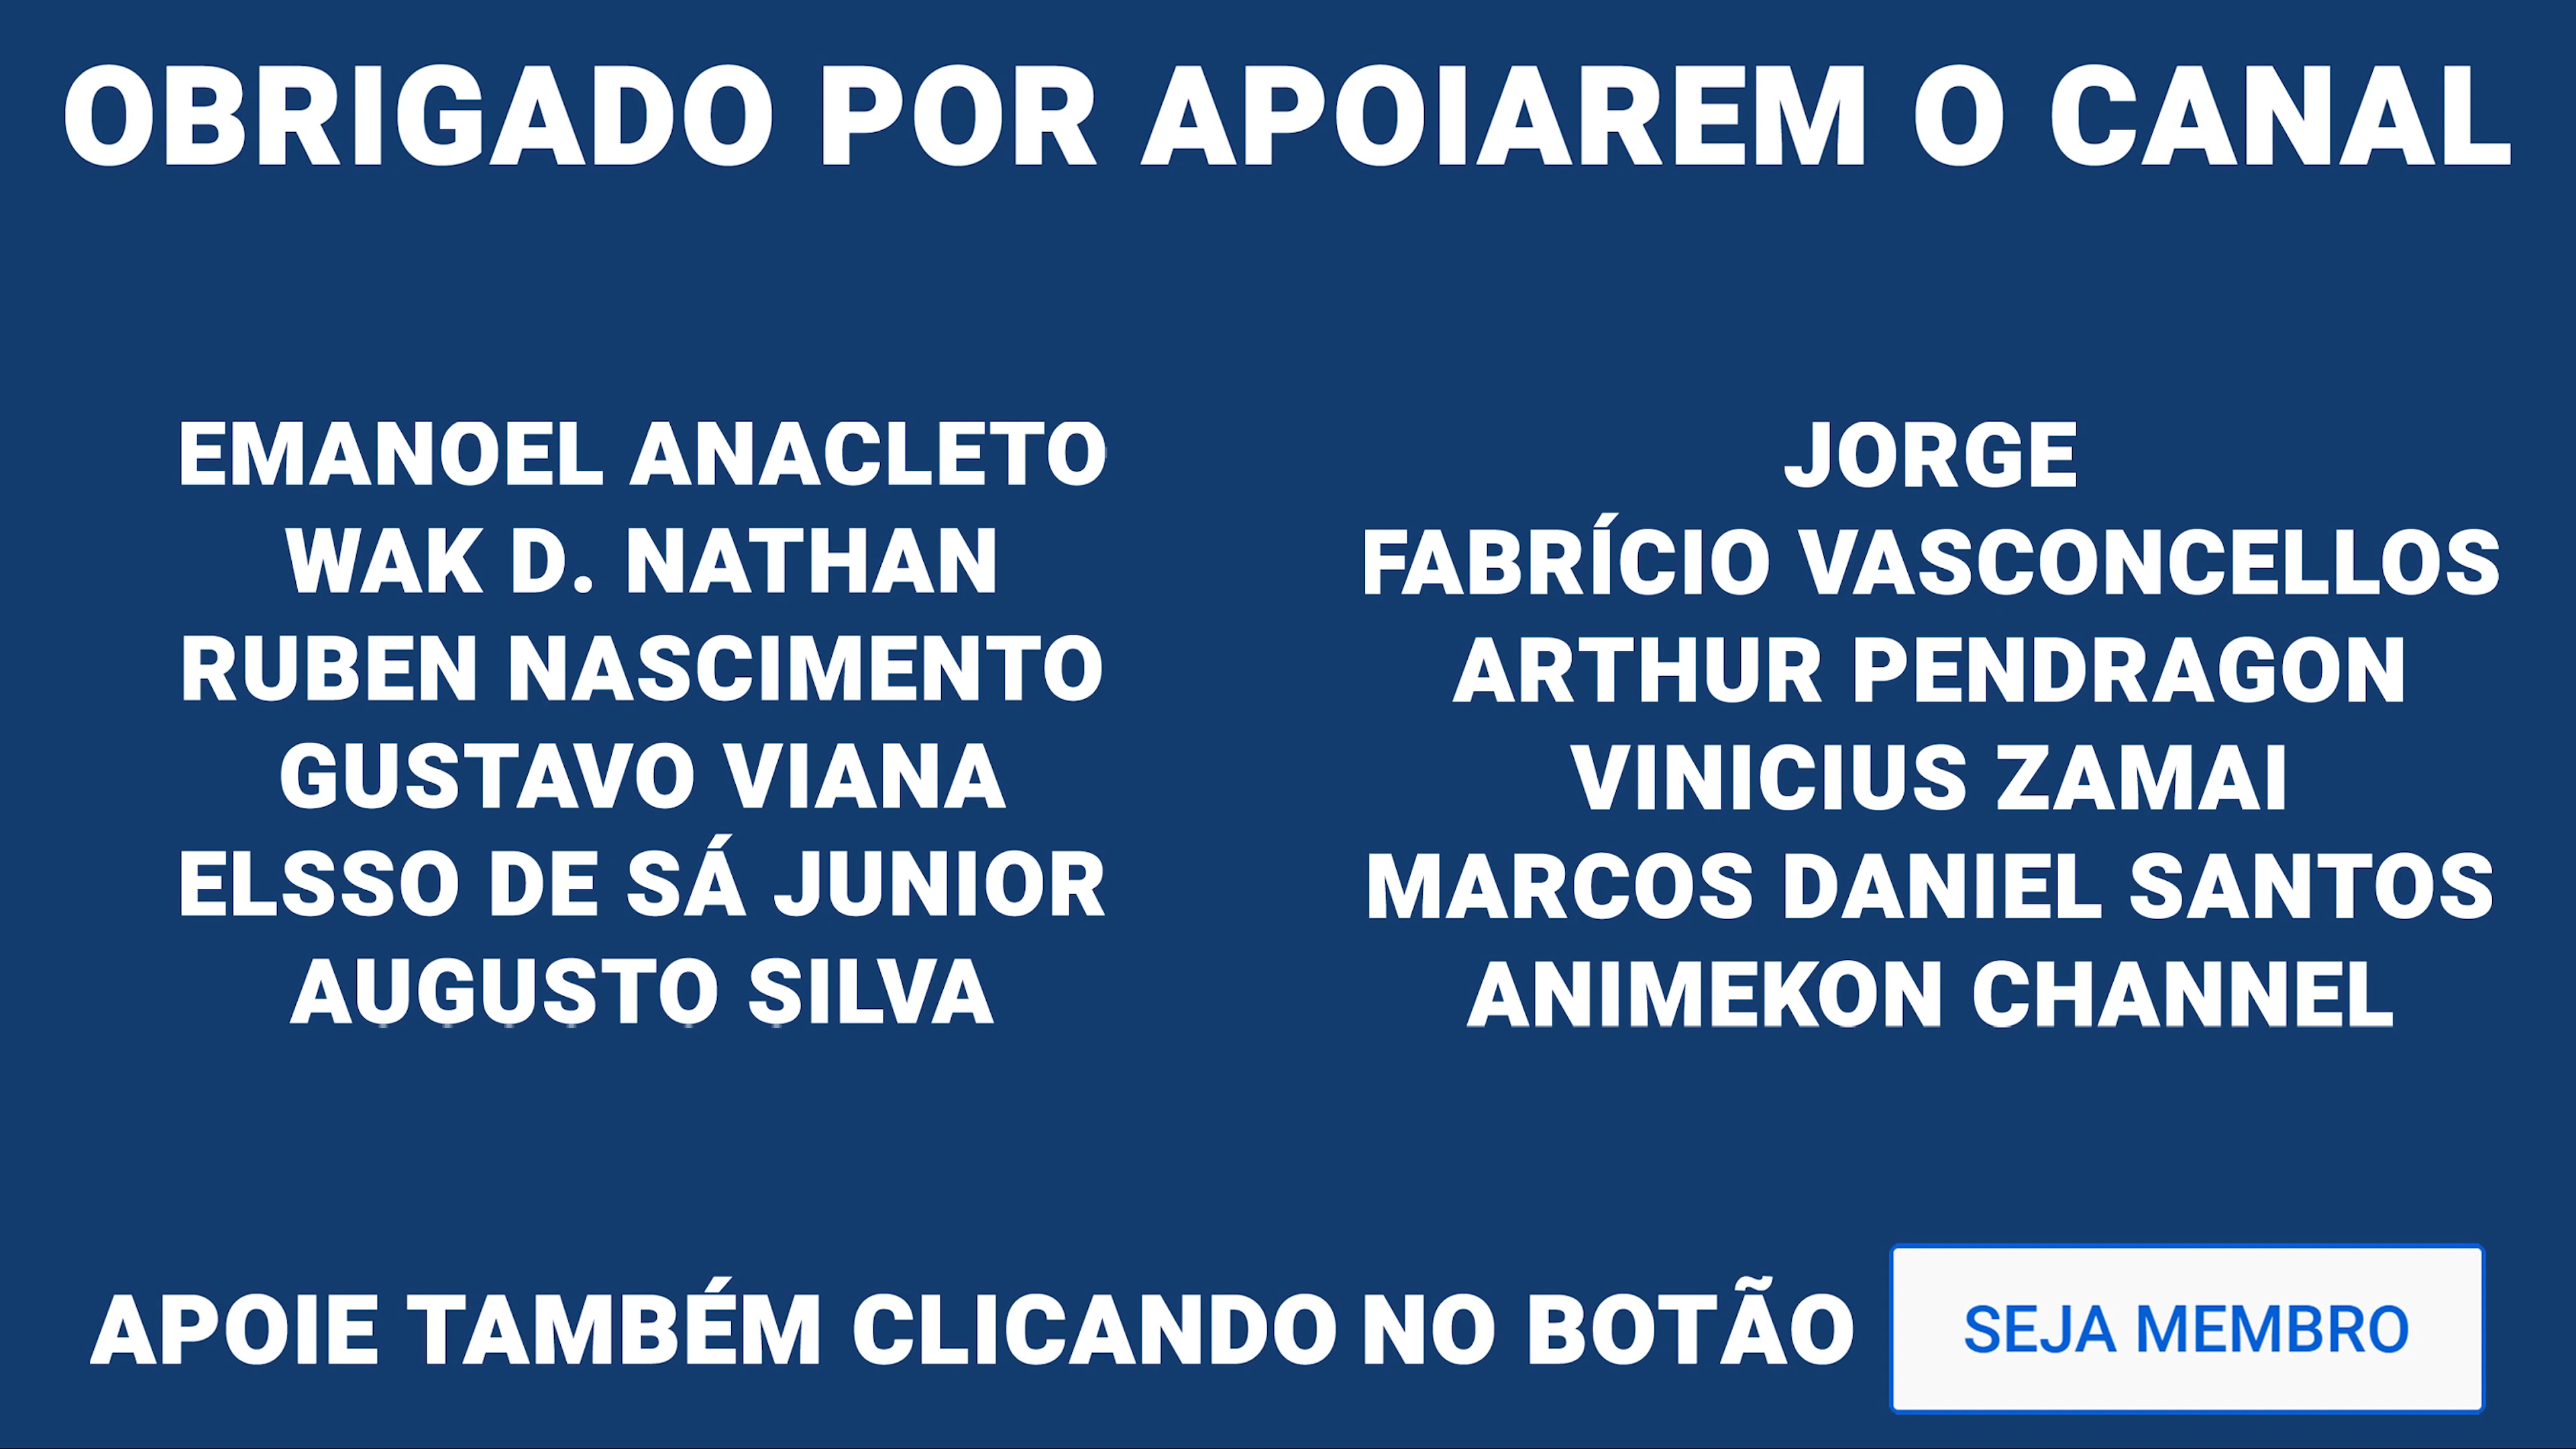 OBRIGADO POR APOIAREM O CANAL
EMANOEL ANACLETO
WAK D. NATHAN
RUBEN NASCIMENTO
GUSTAVO VIANA
ELSSO DE SÁ JUNIOR
AUGUSTO SILVA
JORGE
FABRÍCIO VASCONCELLOS
ARTHUR PENDRAGON
VINICIUS ZAMAI
MARCOS DANIEL SANTOS
ANIMEKON CHANNEL
APOIE TAMBÉM CLICANDO NO BOTÃO
SEJA MEMBRO